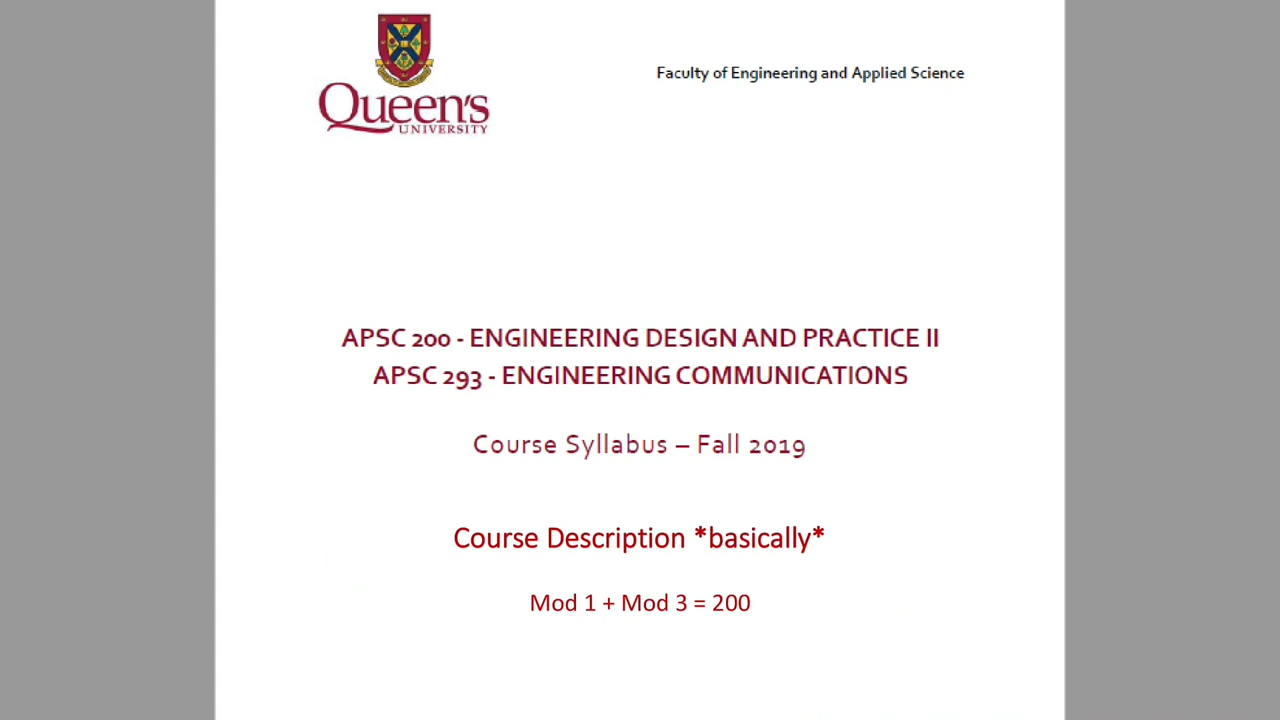 Queen's
UNIVERSITY
Faculty of Engineering and Applied Science
APSC 200 - ENGINEERING DESIGN AND PRACTICE II
APSC 293 - ENGINEERING COMMUNICATIONS
Course Syllabus – Fall 2019
Course Description *basically*
Mod 1 + Mod 3 = 200